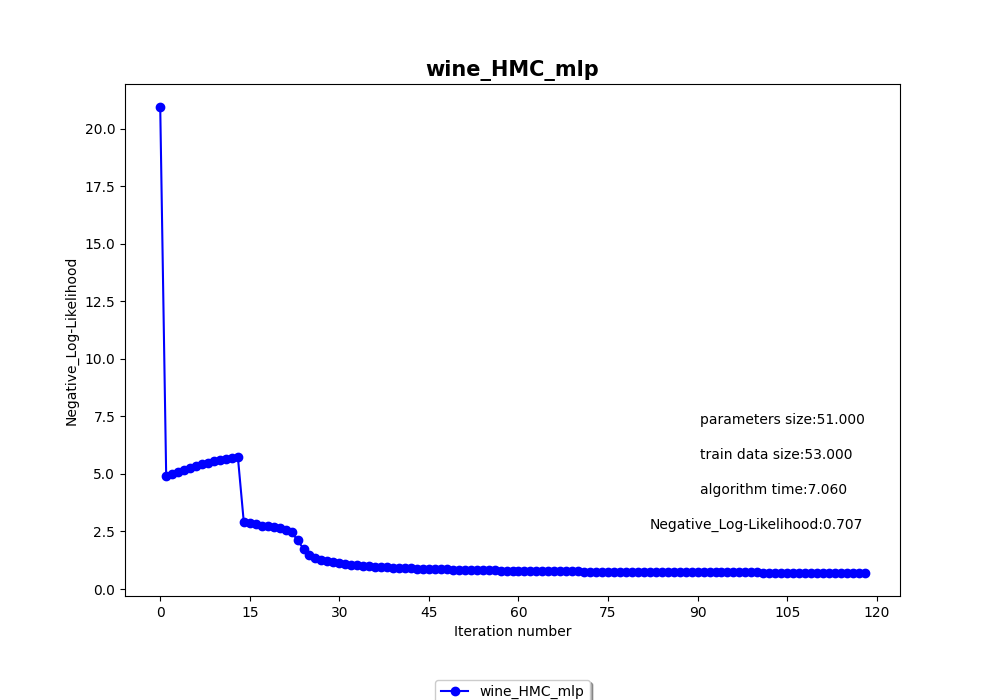 wine_HMC_mlp
Negative_Log-Likelihood
20.0
17.5
15.0
12.5
10.0
7.5
5.0
2.5
0.0
parameters size:51.000
train data size:53.000
algorithm time:7.060
Negative_Log-Likelihood:0.707
0 15 30 45 60 75 90 105 120
Iteration number
wine_HMC_mlp